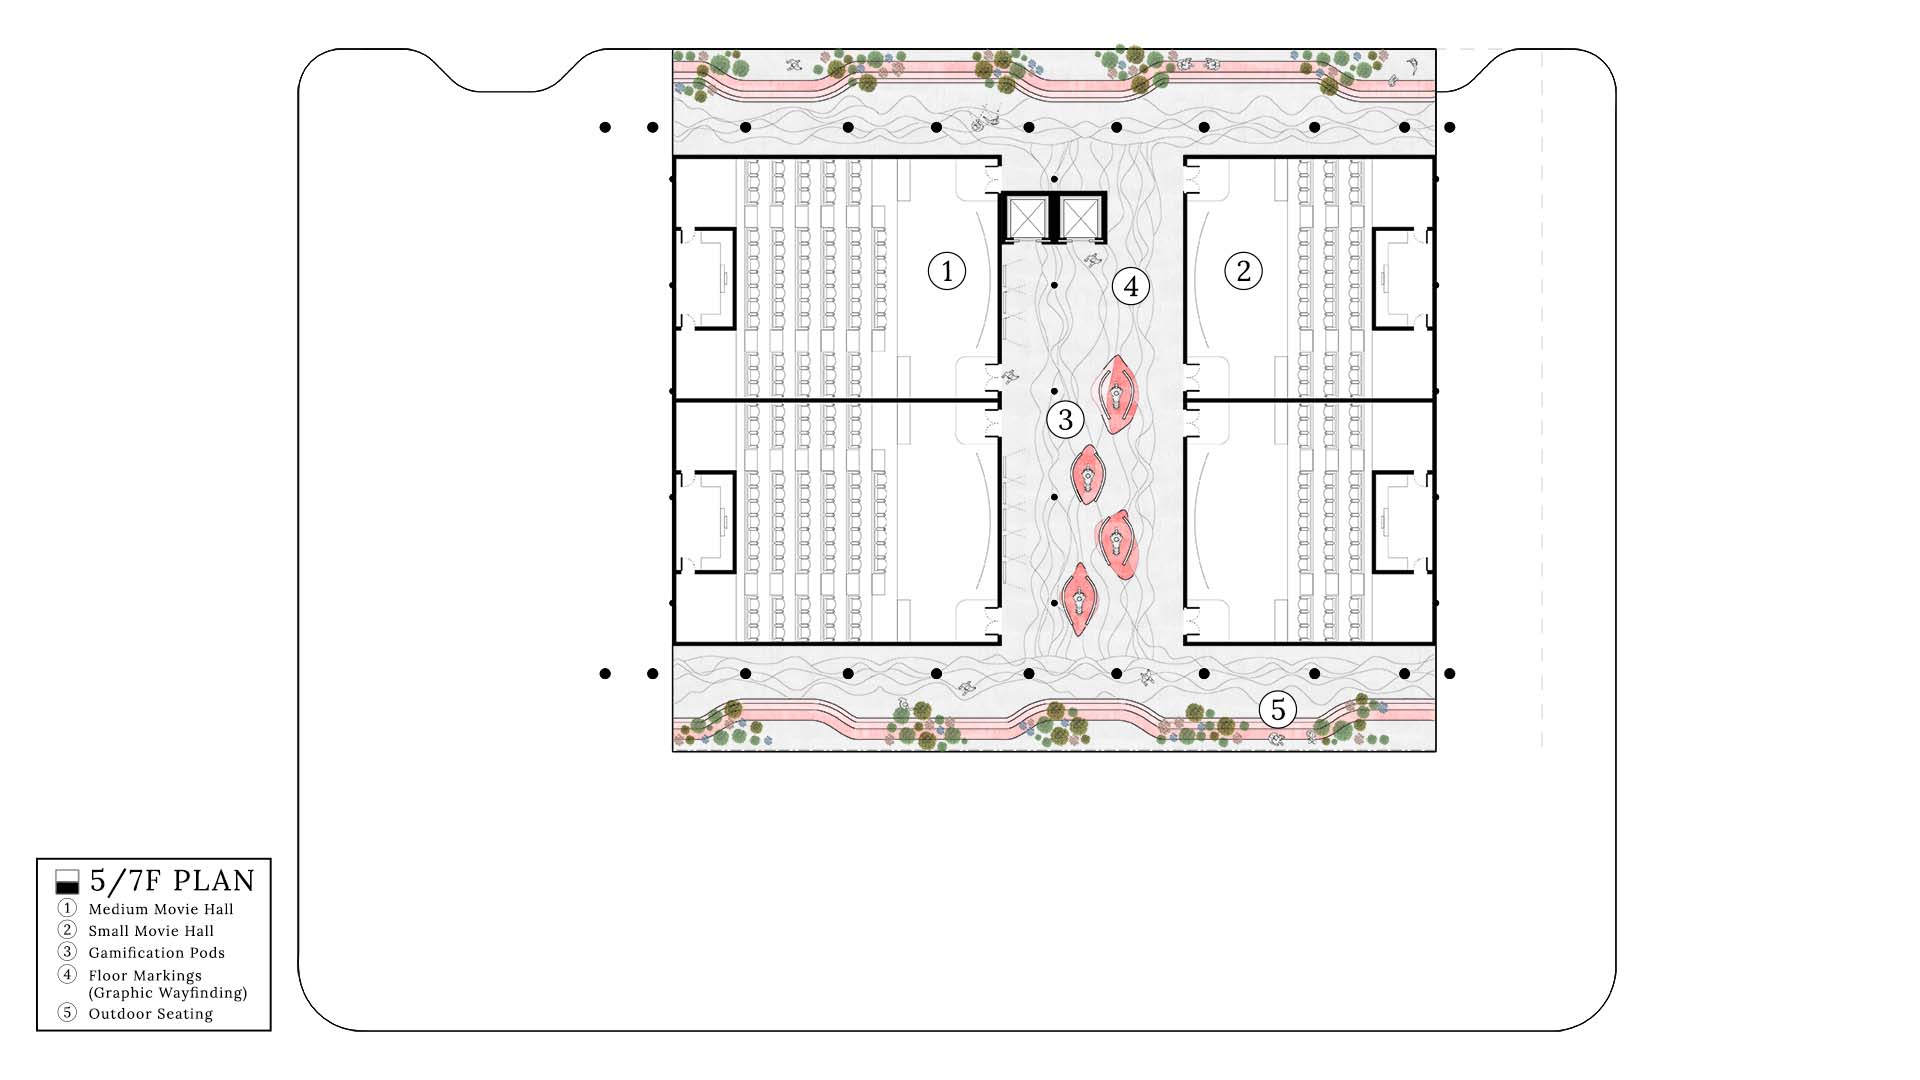 1
2
4
3
5
5/7F PLAN
1 Medium Movie Hall
2 Small Movie Hall
3 Gamification Pods
4 Floor Markings
(Graphic Wayfinding)
5 Outdoor Seating